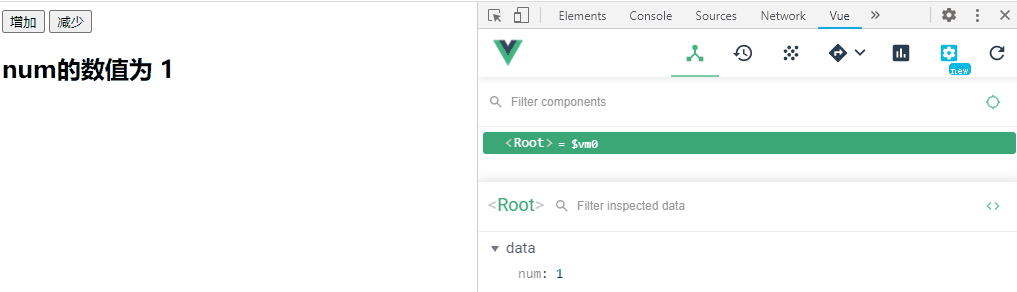 增加 减少
num的数值为 1
Elements Console Sources Network Vue »
new
Filter components
<Root> = $vm0
<Root> Filter inspected data <>
data
num: 1